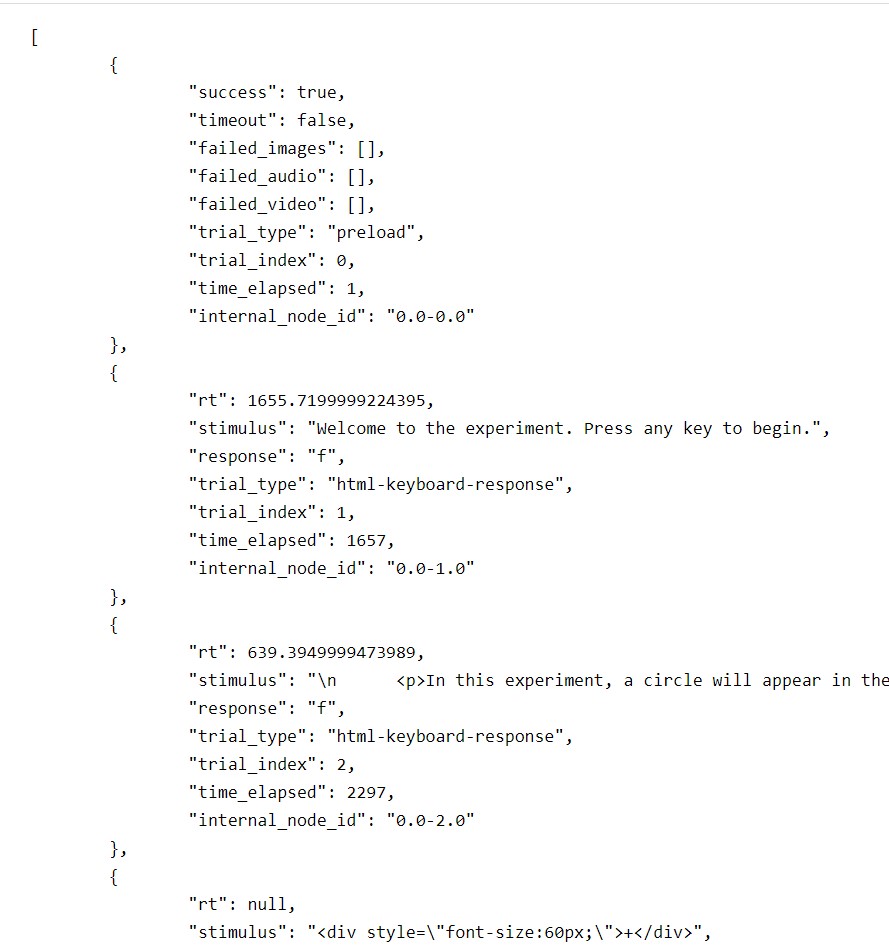 [
{
"success": true,
"timeout": false,
"failed_images": [],
"failed_audio": [],
"failed_video": [],
"trial_type": "preload",
"trial_index": 0,
"time_elapsed": 1,
"internal_node_id": "0.0-0.0"
},
{
"rt": 1655.7199999224395,
"stimulus": "Welcome to the experiment. Press any key to begin.",
"response": "f",
"trial_type": "html-keyboard-response",
"trial_index": 1,
"time_elapsed": 1657,
"internal_node_id": "0.0-1.0"
},
{
"rt": 639.3949999473989,
"stimulus": "\n      <p>In this experiment, a circle will appear in the
"response": "f",
"trial_type": "html-keyboard-response",
"trial_index": 2,
"time_elapsed": 2297,
"internal_node_id": "0.0-2.0"
},
{
"rt": null,
"stimulus": "<div style=\"font-size:60px;\">+</div>",